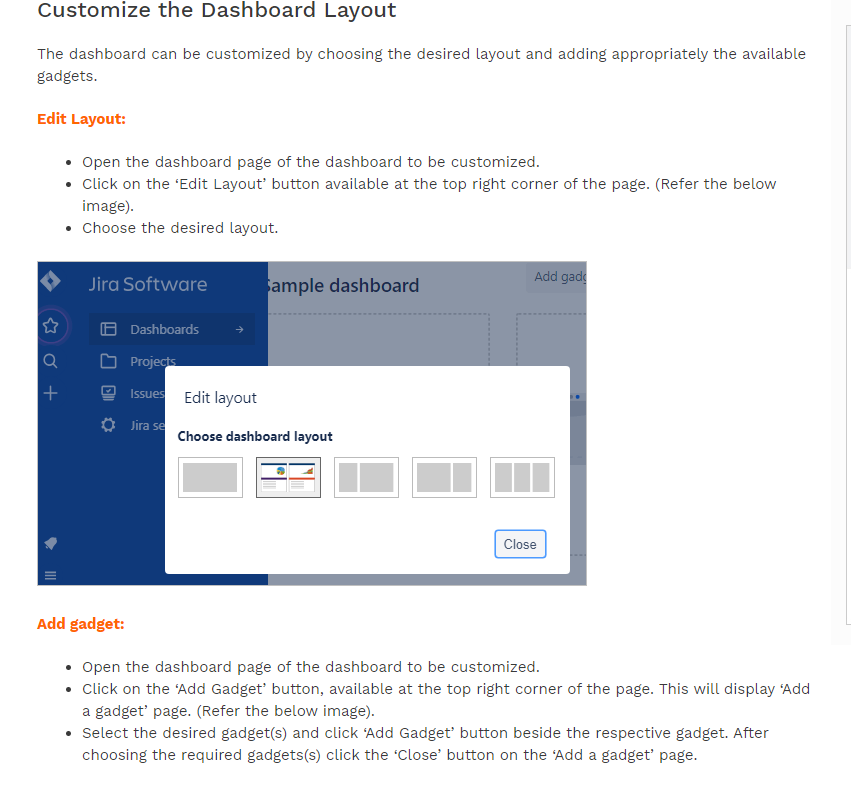 Customize the Dashboard Layout
The dashboard can be customized by choosing the desired layout and adding appropriately the available
gadgets.
Edit Layout:
Open the dashboard page of the dashboard to be customized.
Click on the ‘Edit Layout’ button available at the top right corner of the page. (Refer the below
image).
Choose the desired layout.
Jira Software
Sample dashboard
Add gadg
Dashboards
Projects
Issues
Jira se
Edit layout
Choose dashboard layout
Close
Add gadget:
Open the dashboard page of the dashboard to be customized.
Click on the ‘Add Gadget’ button, available at the top right corner of the page. This will display ‘Add
a gadget’ page. (Refer the below image).
Select the desired gadget(s) and click ‘Add Gadget’ button beside the respective gadget. After
choosing the required gadgets(s) click the ‘Close’ button on the ‘Add a gadget’ page.